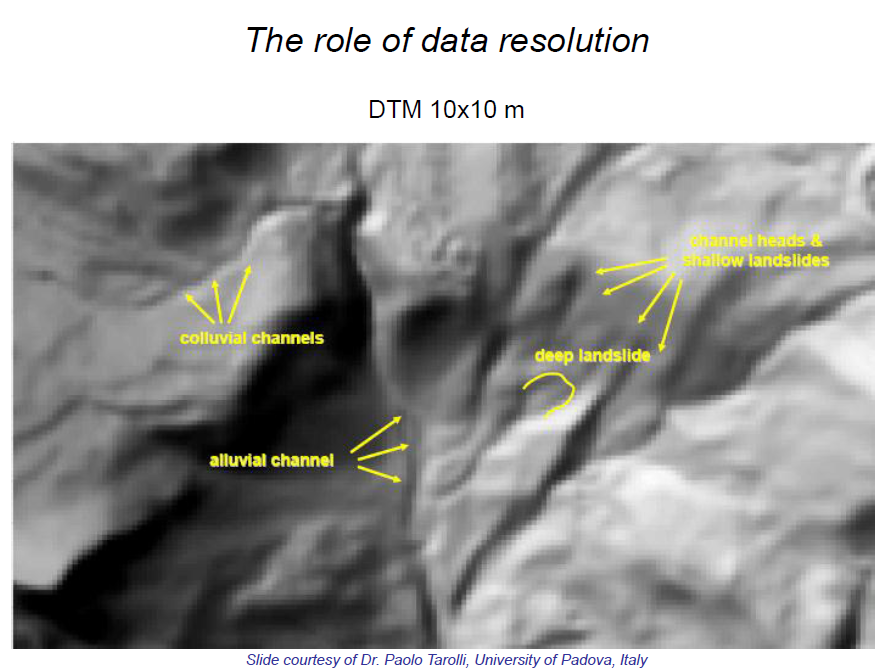 The role of data resolution
DTM 10x10 m
channel heads &
shallow landslides
colluvial channels
deep landslide
alluvial channel
Slide courtesy of Dr. Paolo Tarolli, University of Padova, Italy